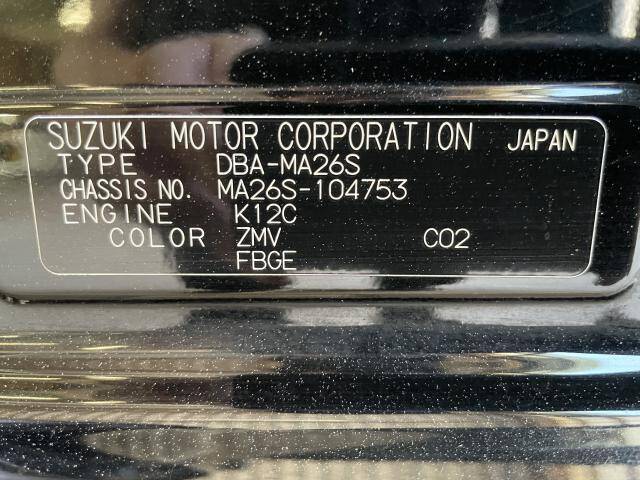 SUZUKI MOTOR CORPORATION JAPAN
TYPE DBA-MA26S
CHASSIS NO. MA26S-104753
ENGINE K12C
COLOR ZMV C02
FBGE